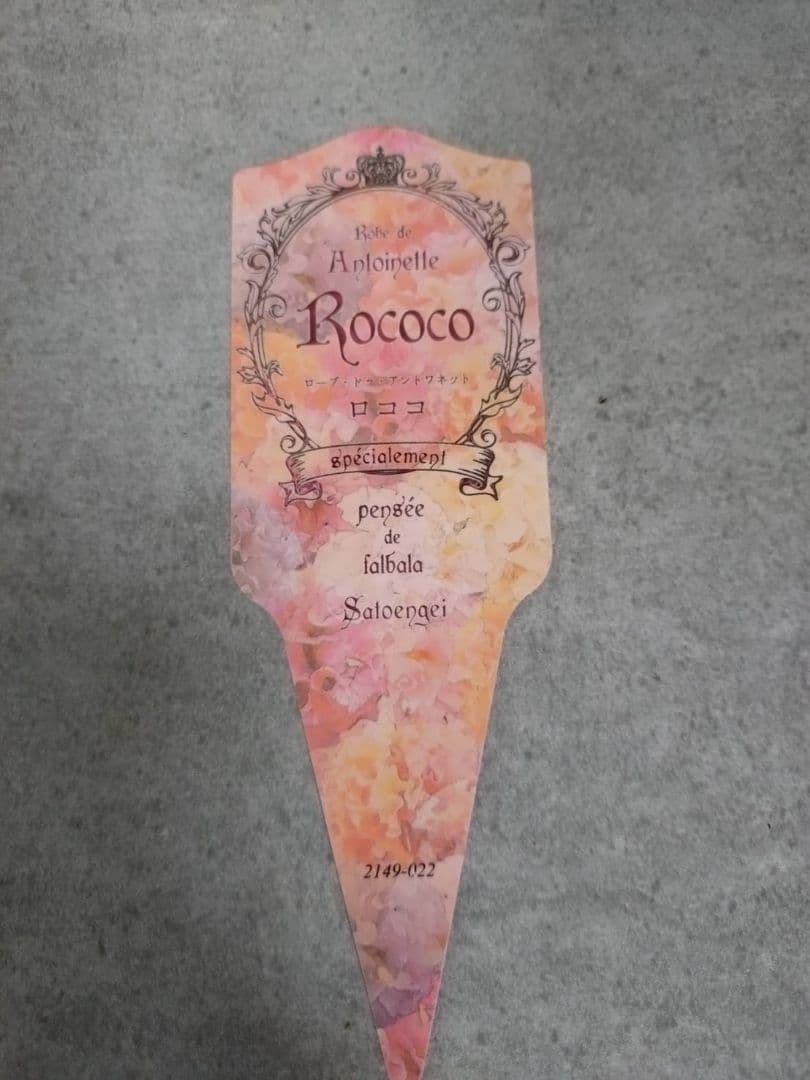 Robe de
Antoinette
Rococo
ローブ・ドゥ・アントワネット
ロココ
spécialement
pensée
de
falbala
Satoengei
2149-022